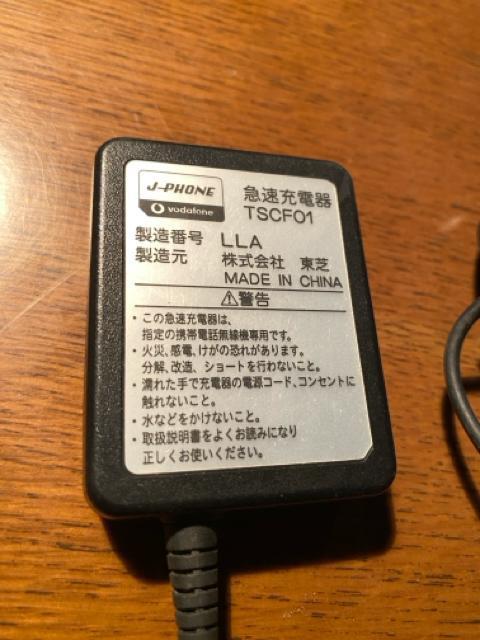 J-PHONE
vodafone
急速充電器
TSCF01
製造番号 LLA
製造元 株式会社 東芝
MADE IN CHINA
⚠警告
・この急速充電器は、
指定の携帯電話無線機専用です。
・火災、感電、けがの恐れがあります。
分解、改造、ショートを行わないこと。
・濡れた手で充電器の電源コード、コンセントに
触れないこと。
・水などをかけないこと。
・取扱説明書をよくお読みになり
正しくお使いください。